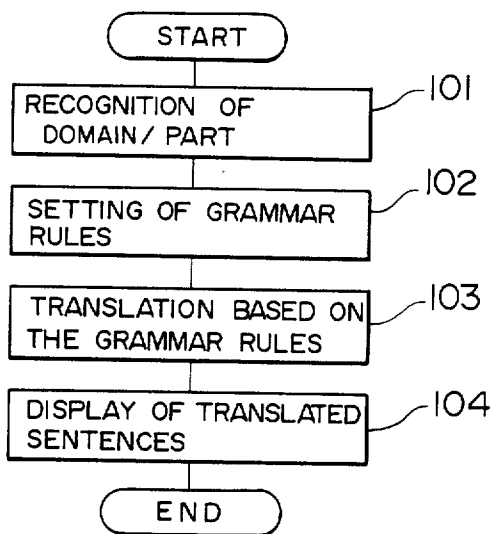 START
RECOGNITION OF
DOMAIN/ PART
101
SETTING OF GRAMMAR
RULES
102
TRANSLATION BASED ON
THE GRAMMAR RULES
103
DISPLAY OF TRANSLATED
SENTENCES
104
END